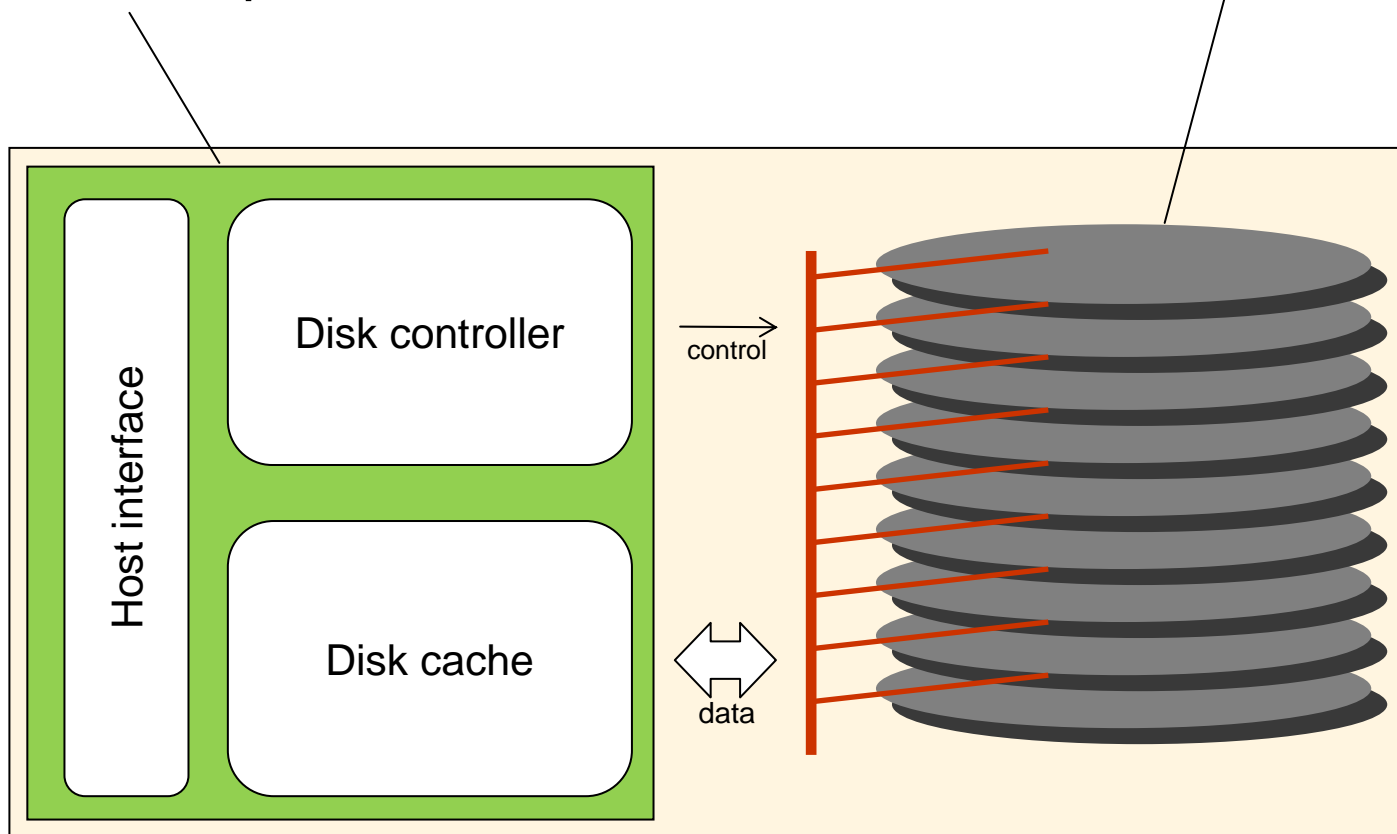 Host interface
Disk controller
control
Disk cache
data